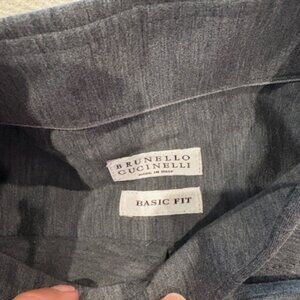 BRUNELLO
CUCINELLI
MADE IN ITALY
BASIC FIT